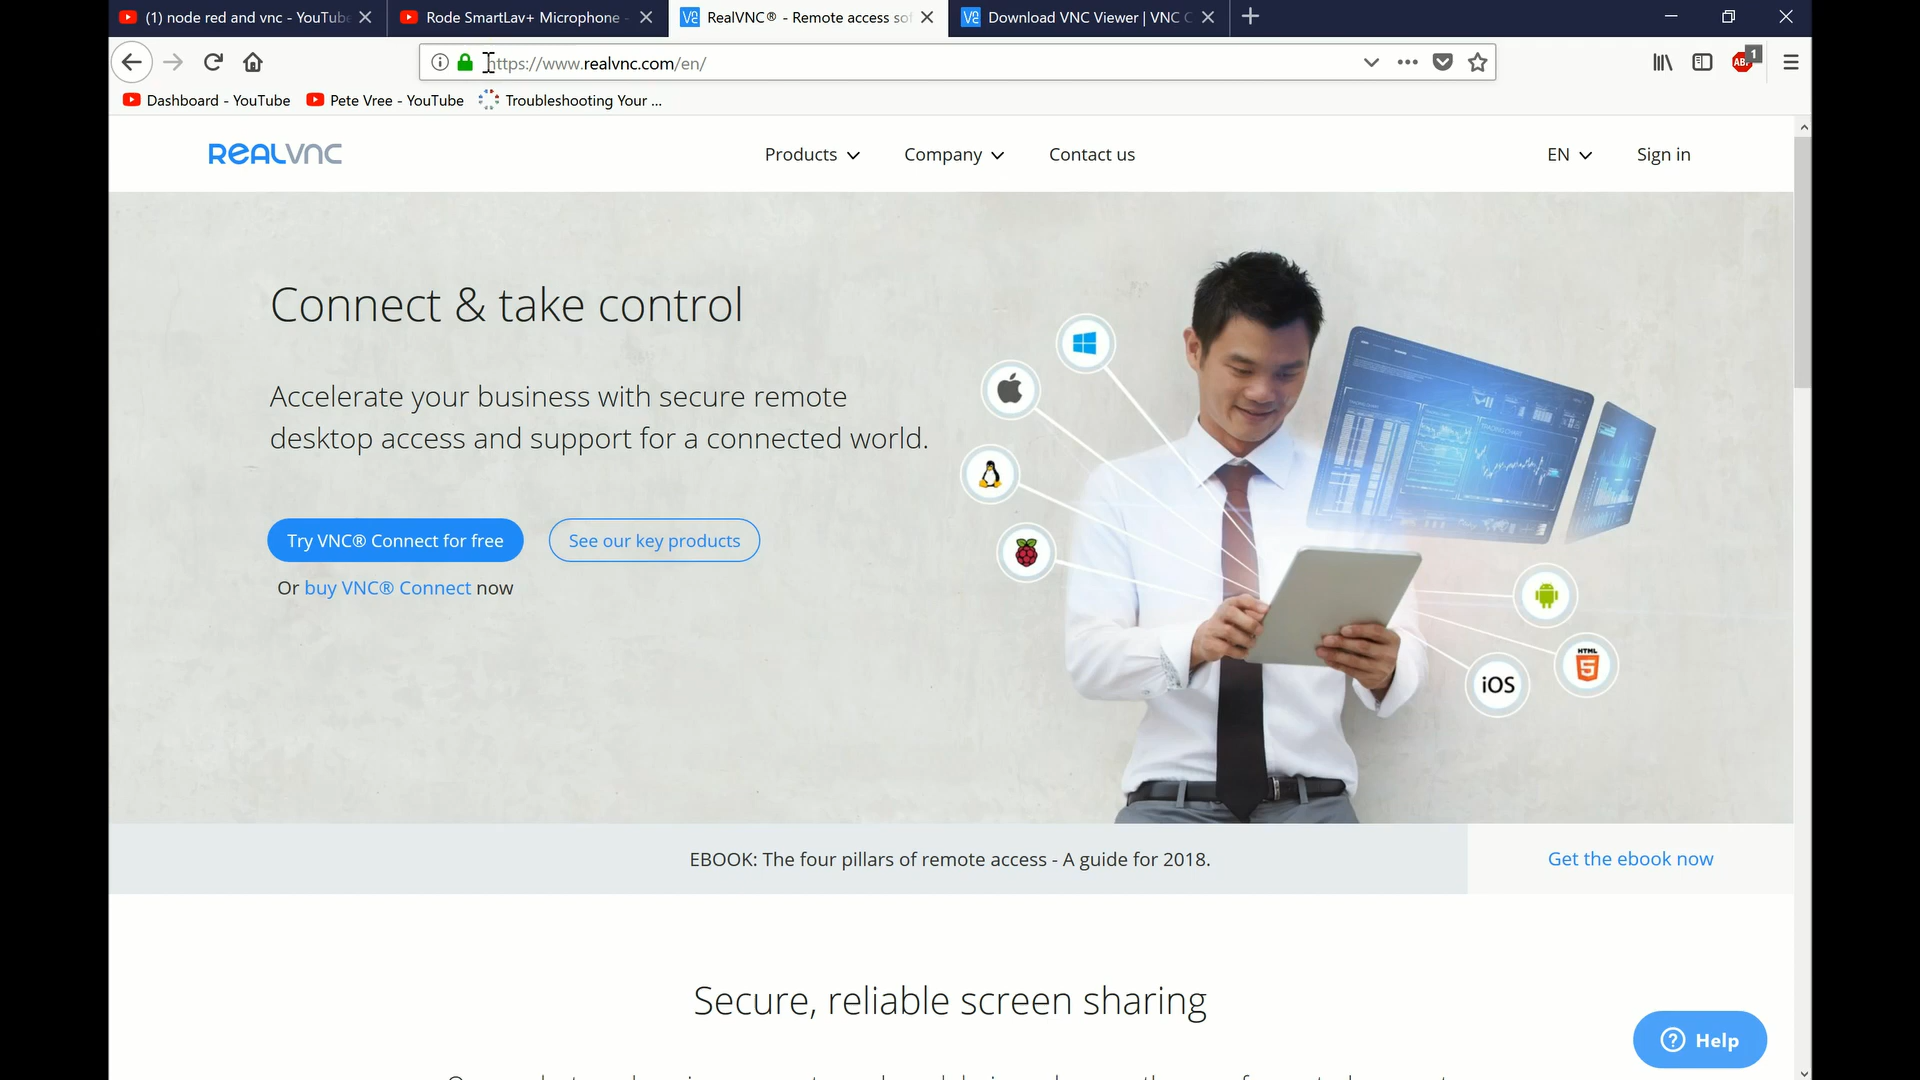 (1) node red and vnc - YouTube
Rode SmartLav+ Microphone -
RealVNC® - Remote access so
Download VNC Viewer | VNC C
https://www.realvnc.com/en/
ABP
1
Dashboard - YouTube
Pete Vree - YouTube
Troubleshooting Your ...
REALVNC
Products
Company
Contact us
EN
Sign in
Connect & take control
Accelerate your business with secure remote
desktop access and support for a connected world.
Try VNC® Connect for free
See our key products
Or buy VNC® Connect now
HTML
5
iOS
EBOOK: The four pillars of remote access - A guide for 2018.
Get the ebook now
Secure, reliable screen sharing
Help